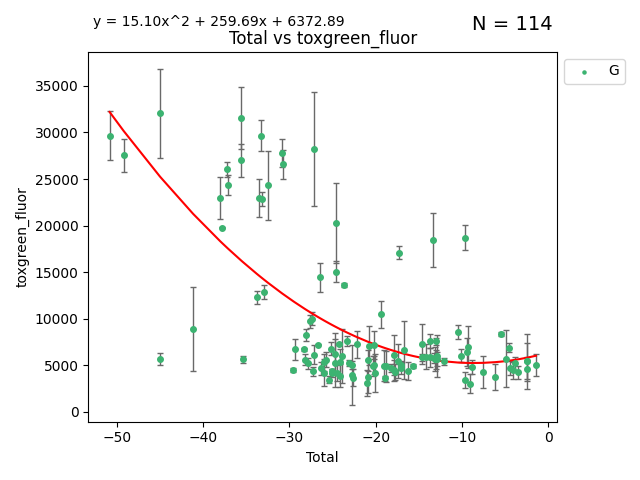 y = 15.10x^2 + 259.69x + 6372.89
N = 114
Total vs toxgreen_fluor
G
toxgreen_fluor
35000
30000
25000
20000
15000
10000
5000
0
−50 −40 −30 −20 −10 0
Total